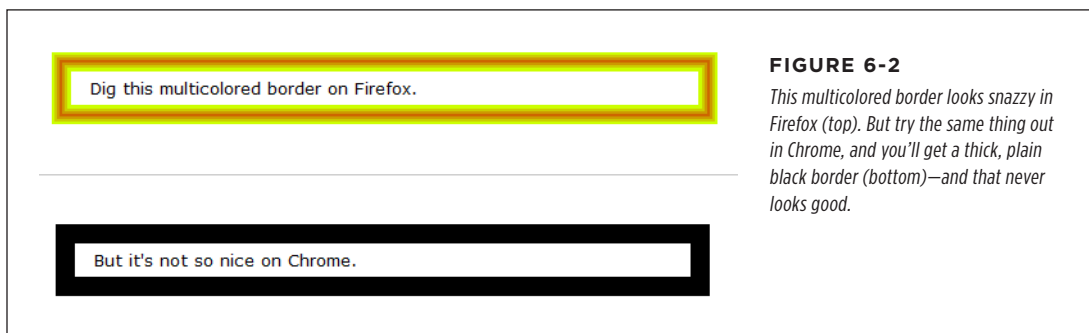 Dig this multicolored border on Firefox.
But it's not so nice on Chrome.
FIGURE 6-2
This multicolored border looks snazzy in
Firefox (top). But try the same thing out
in Chrome, and you'll get a thick, plain
black border (bottom)—and that never
looks good.